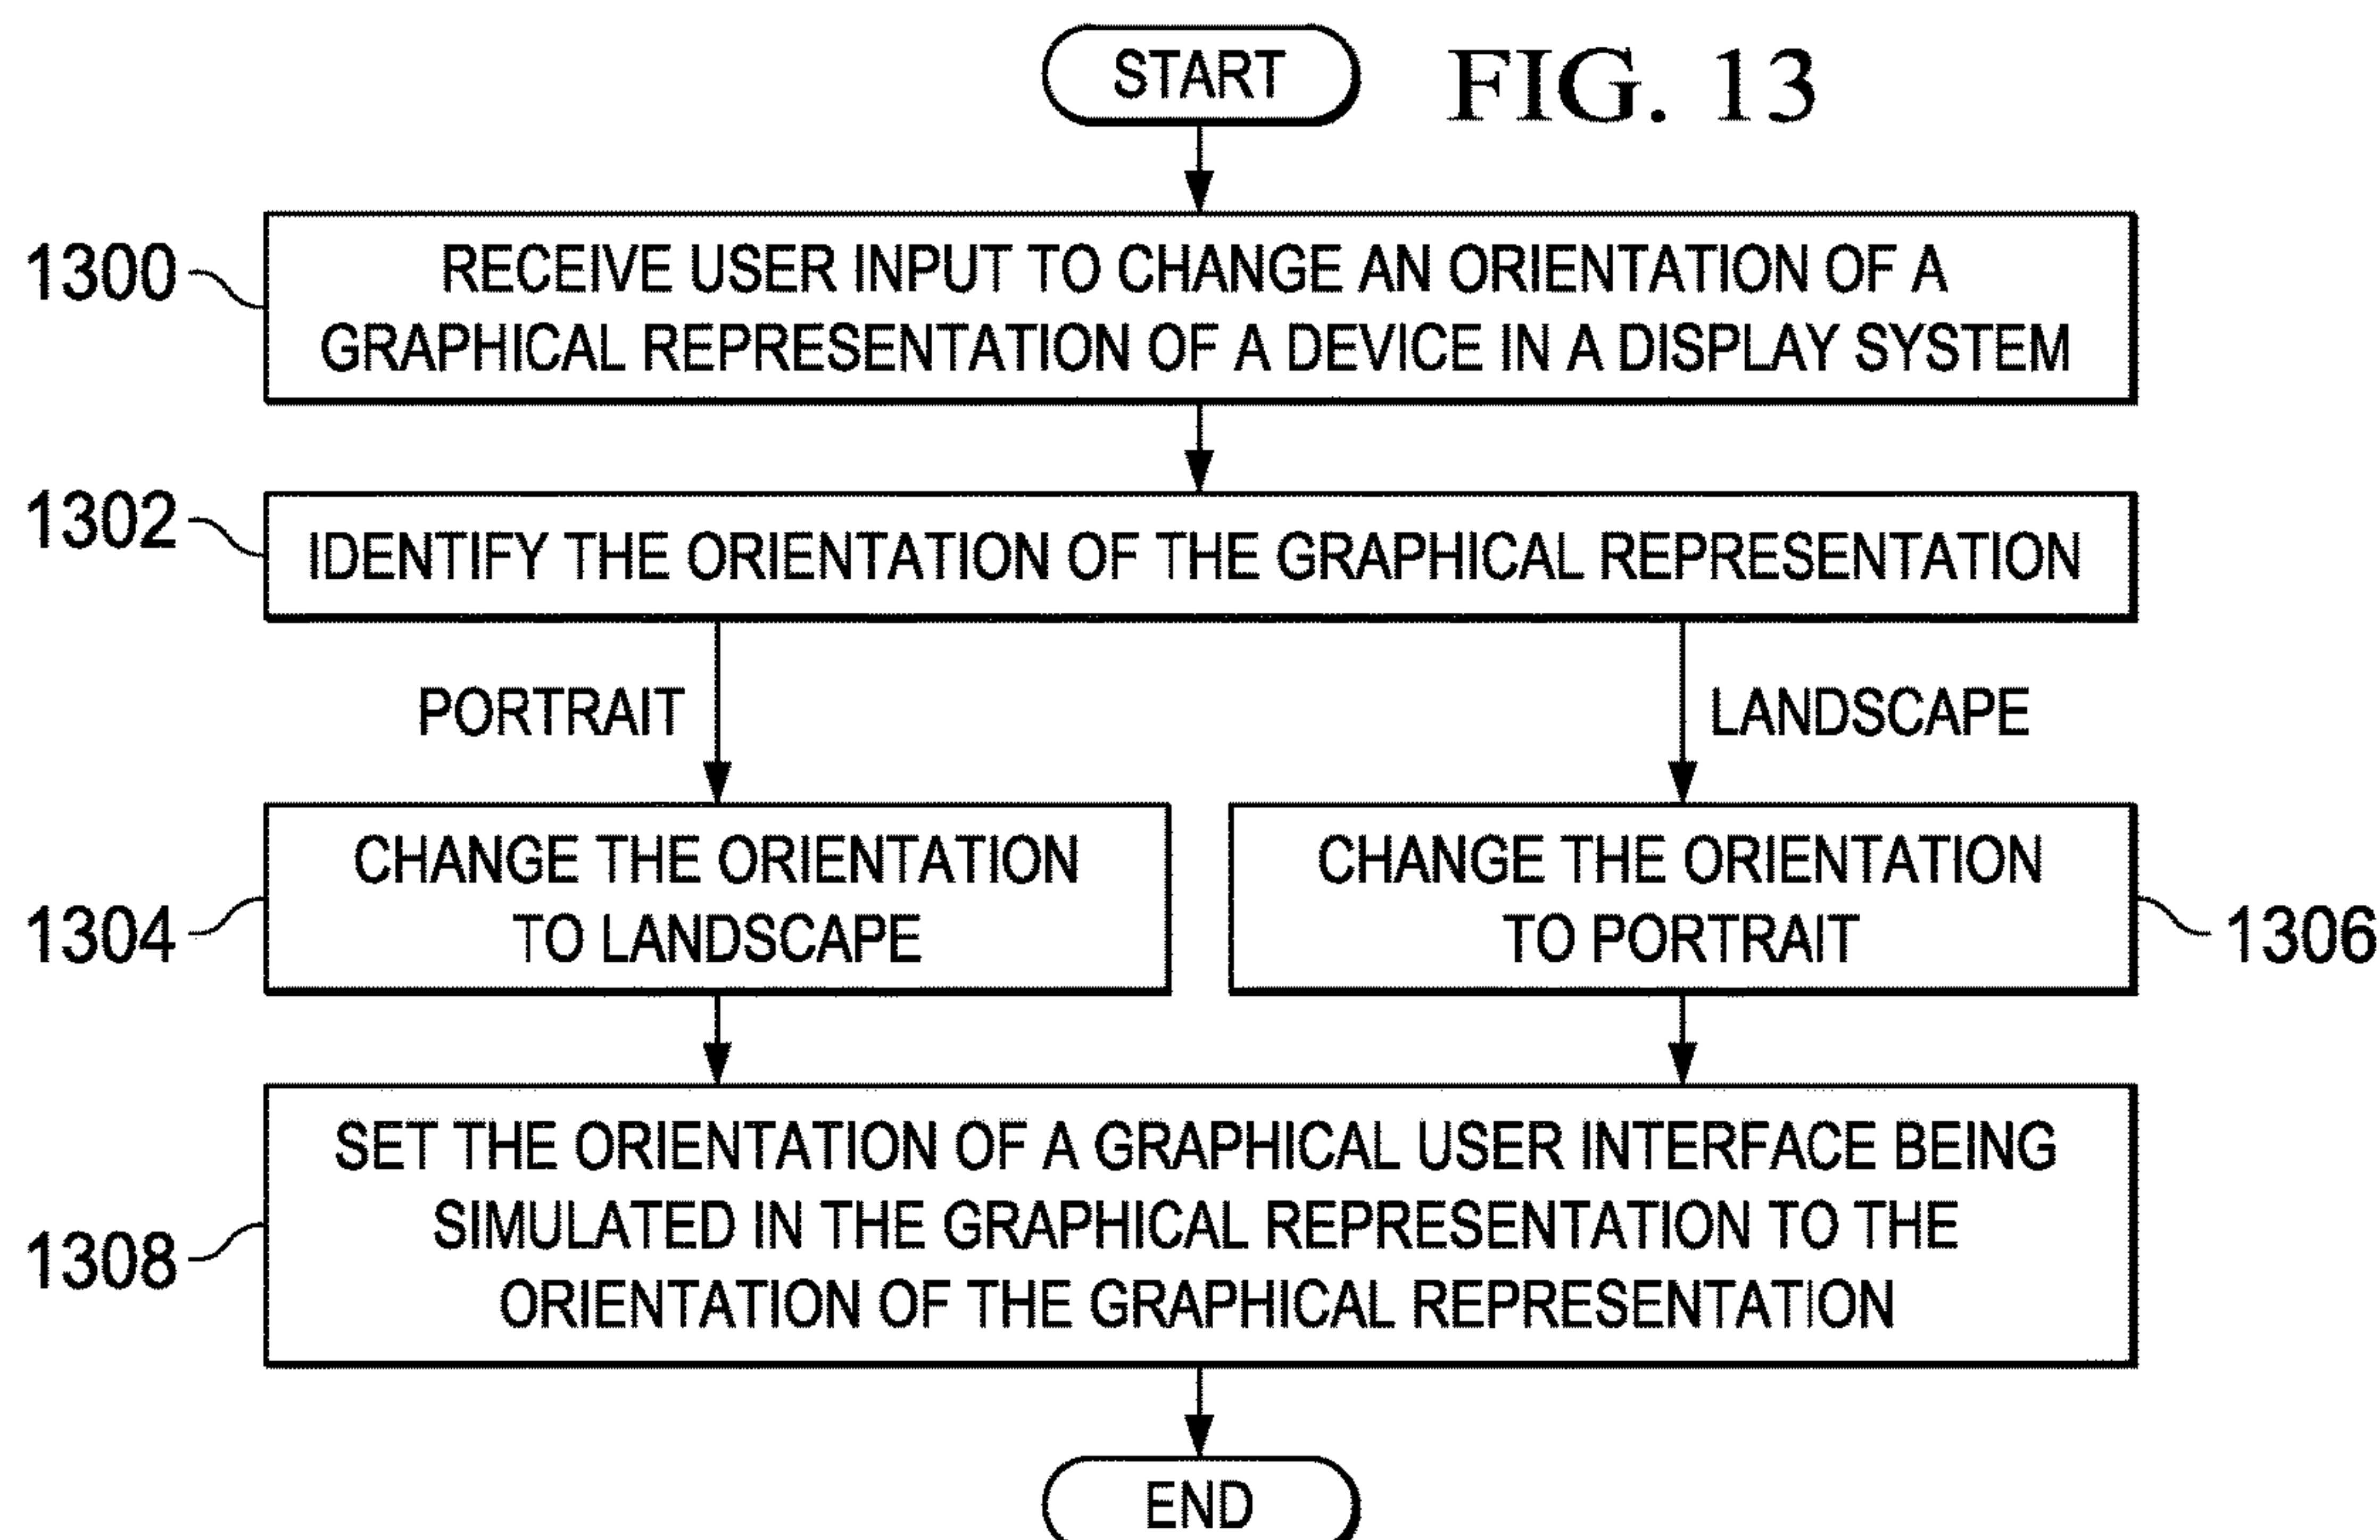 START
FIG. 13
1300
RECEIVE USER INPUT TO CHANGE AN ORIENTATION OF A
GRAPHICAL REPRESENTATION OF A DEVICE IN A DISPLAY SYSTEM
1302
IDENTIFY THE ORIENTATION OF THE GRAPHICAL REPRESENTATION
PORTRAIT
LANDSCAPE
1304
CHANGE THE ORIENTATION
TO LANDSCAPE
CHANGE THE ORIENTATION
TO PORTRAIT
1306
1308
SET THE ORIENTATION OF A GRAPHICAL USER INTERFACE BEING
SIMULATED IN THE GRAPHICAL REPRESENTATION TO THE
ORIENTATION OF THE GRAPHICAL REPRESENTATION
END